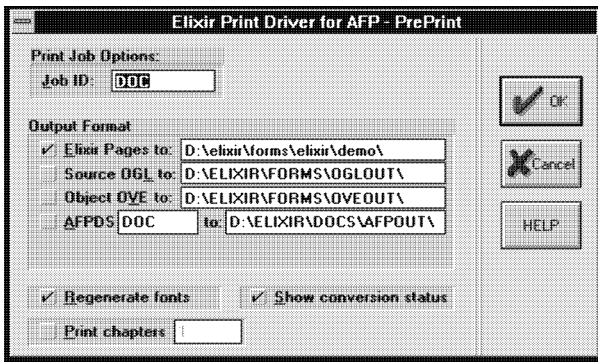 Elixir Print Driver for AFP - PrePrint
Print Job Options:
Job ID: DOC
OK
Output Format
Elixir Pages to: D:\elixir\forms\elixir\demo\
Source OGL to: D:\ELIXIR\FORMS\OGLOUT\
Cancel
Object OVE to: D:\ELIXIR\FORMS\OVEOUT\
AFPDS DOC to: D:\ELIXIR\DOCS\AFPOUT\
HELP
Regenerate fonts Show conversion status
Print chapters